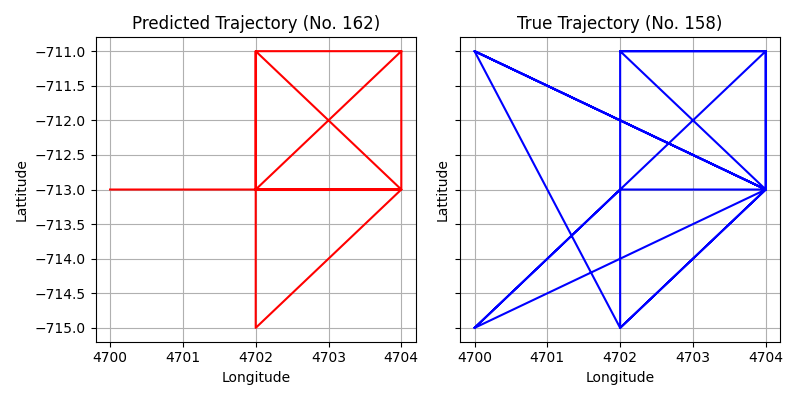 Predicted Trajectory (No. 162)
True Trajectory (No. 158)
−711.0
−711.5
−712.0
−712.5
−713.0
−713.5
−714.0
−714.5
−715.0
Lattitude
Lattitude
4700 4701 4702 4703 4704
4700 4701 4702 4703 4704
Longitude
Longitude